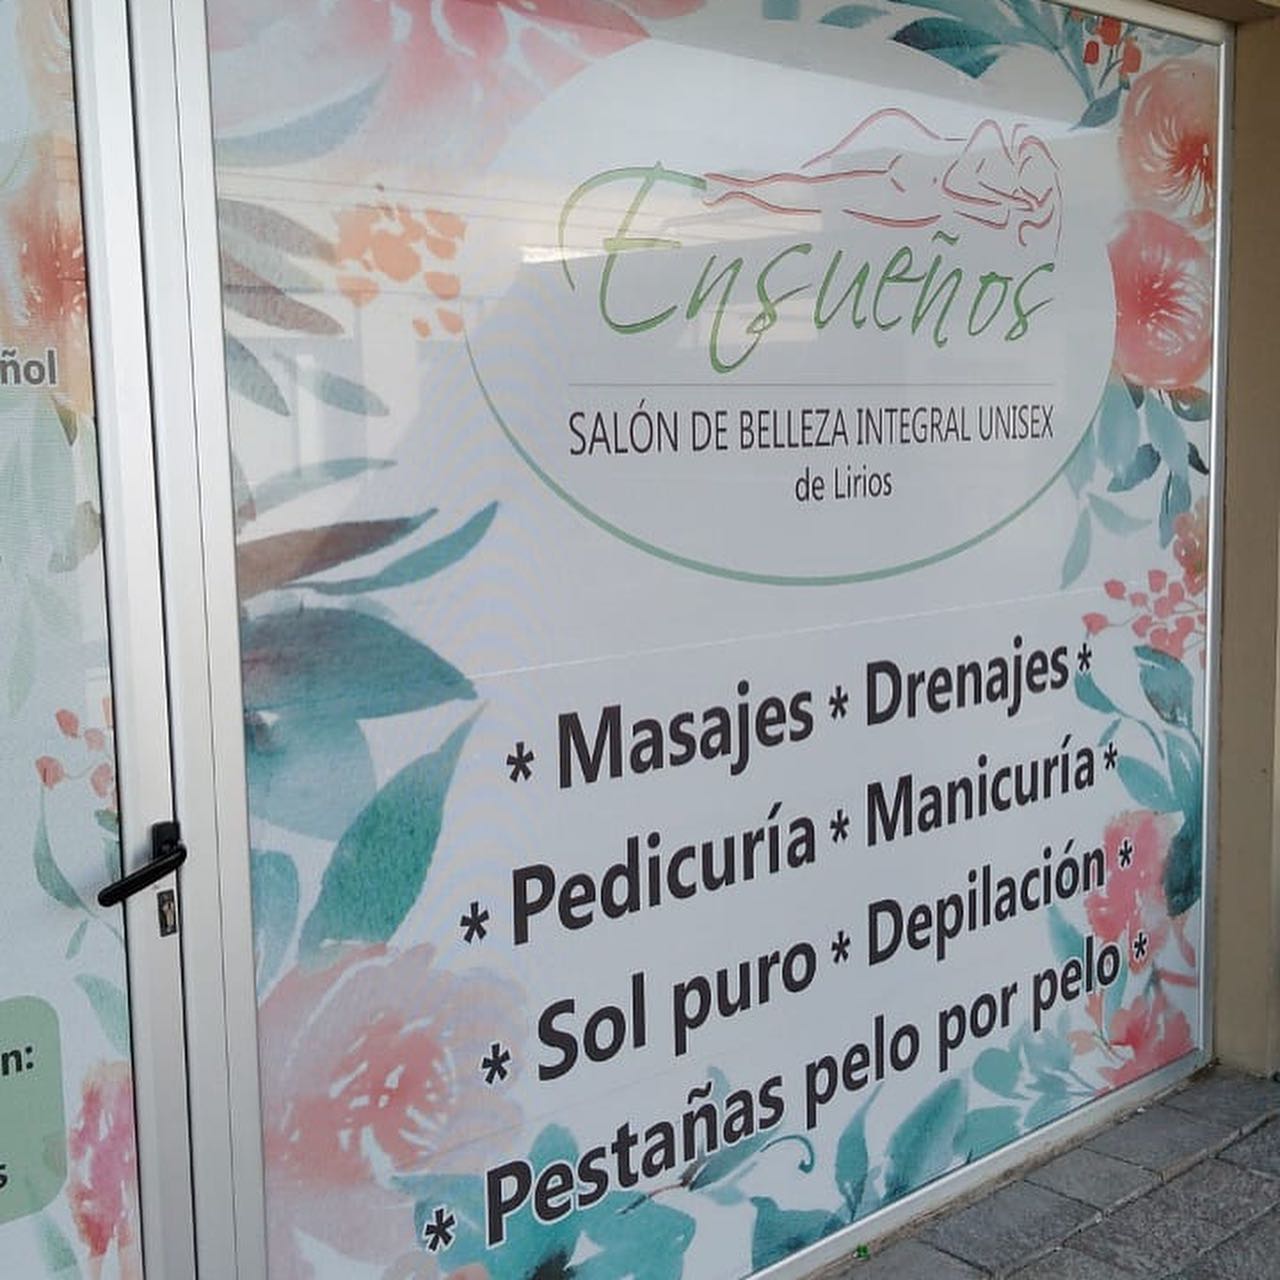 Ensueños
SALÓN DE BELLEZA INTEGRAL UNISEX
de Lirios
* Masajes * Drenajes *
* Pedicuría * Manicuría *
* Sol puro * Depilación *
* Pestañas pelo por pelo *
ñol
n:
s